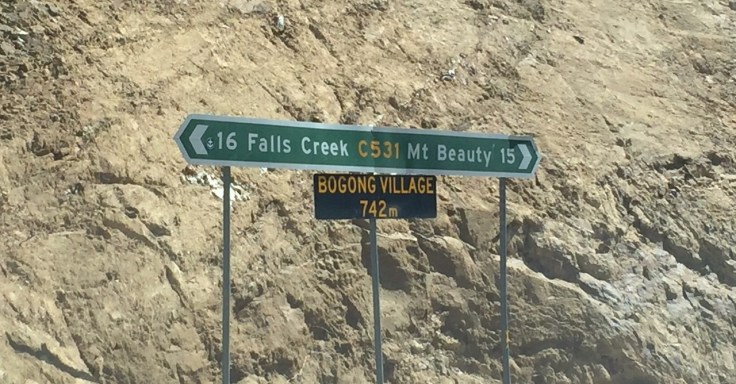 16 Falls Creek C531 Mt Beauty 15
BOGONG VILLAGE
742m